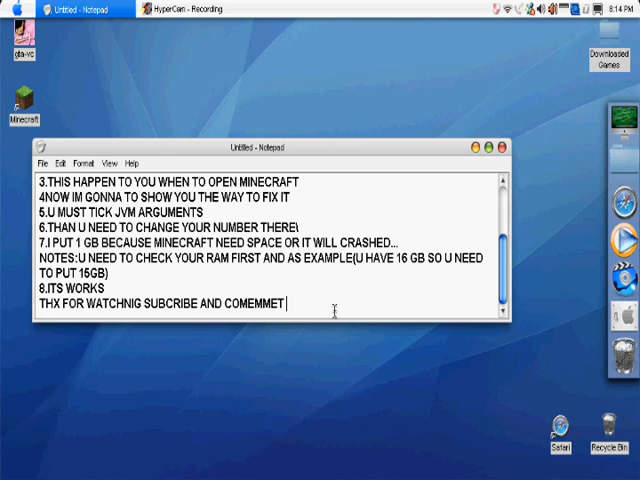 Untitled - Notepad
HyperCam - Recording
8:14 PM
gta-vc
Downloaded Games
Minecraft
Untitled - Notepad
File Edit Format View Help
3.THIS HAPPEN TO YOU WHEN TO OPEN MINECRAFT
4NOW IM GONNA TO SHOW YOU THE WAY TO FIX IT
5.U MUST TICK JVM ARGUMENTS
6.THAN U NEED TO CHANGE YOUR NUMBER THERE\
7.I PUT 1 GB BECAUSE MINECRAFT NEED SPACE OR IT WILL CRASHED...
NOTES:U NEED TO CHECK YOUR RAM FIRST AND AS EXAMPLE(U HAVE 16 GB SO U NEED
TO PUT 15GB)
8.ITS WORKS
THX FOR WATCHNIG SUBCRIBE AND COMEMMET
Safari
Recycle Bin